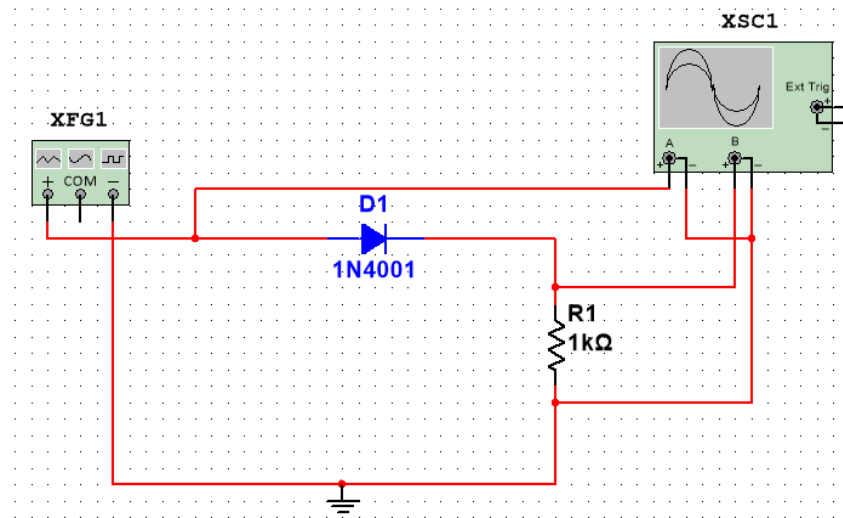 XSC1
Ext Trig
+
−
A
B
+ − + −
XFG1
+ COM −
D1
1N4001
R1
1kΩ